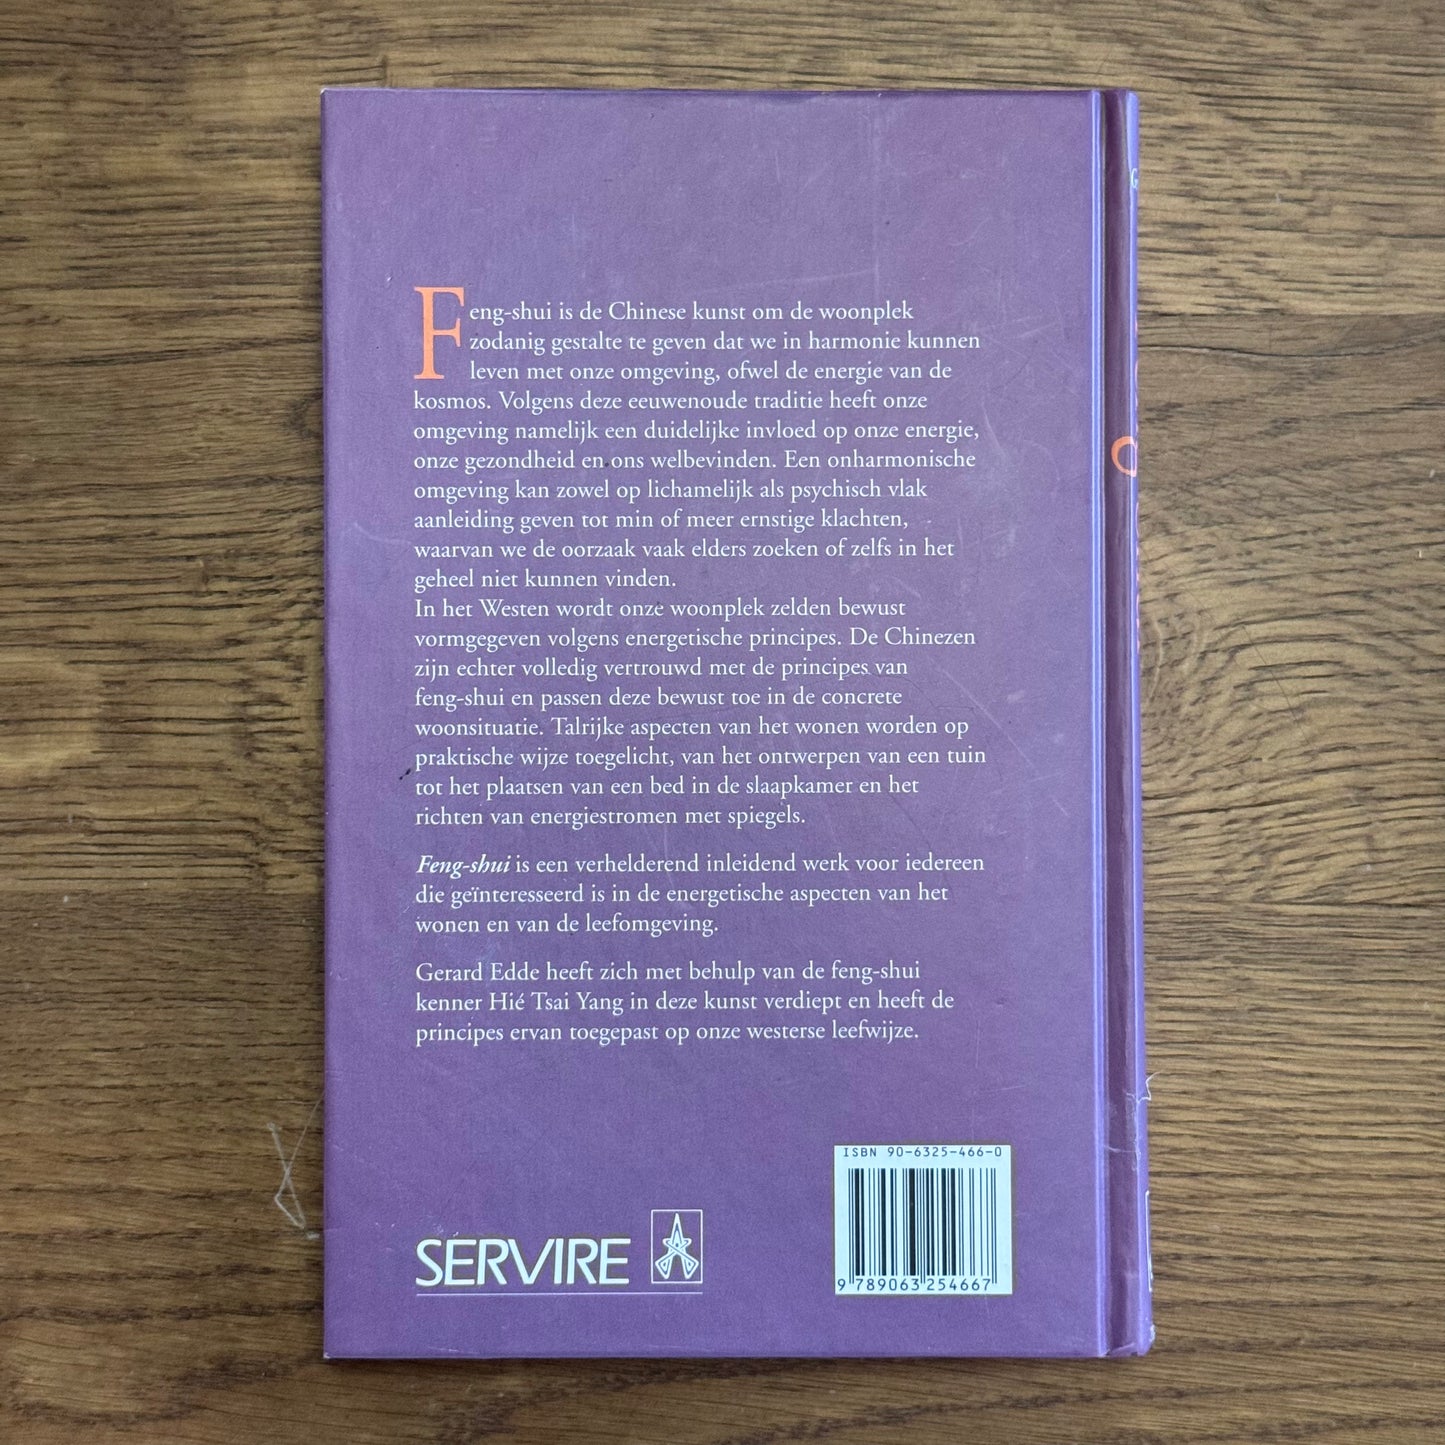 Feng-shui is de Chinese kunst om de woonplek
zodanig gestalte te geven dat we in harmonie kunnen
leven met onze omgeving, ofwel de energie van de
kosmos. Volgens deze eeuwenoude traditie heeft onze
omgeving namelijk een duidelijke invloed op onze energie,
onze gezondheid en ons welbevinden. Een onharmonische
omgeving kan zowel op lichamelijk als psychisch vlak
aanleiding geven tot min of meer ernstige klachten,
waarvan we de oorzaak vaak elders zoeken of zelfs in het
geheel niet kunnen vinden.
In het Westen wordt onze woonplek zelden bewust
vormgegeven volgens energetische principes. De Chinezen
zijn echter volledig vertrouwd met de principes van
feng-shui en passen deze bewust toe in de concrete
woonsituatie. Talrijke aspecten van het wonen worden op
praktische wijze toegelicht, van het ontwerpen van een tuin
tot het plaatsen van een bed in de slaapkamer en het
richten van energiestromen met spiegels.
Feng-shui is een verhelderend inleidend werk voor iedereen
die geïnteresseerd is in de energetische aspecten van het
wonen en van de leefomgeving.
Gerard Edde heeft zich met behulp van de feng-shui
kenner Hié Tsai Yang in deze kunst verdiept en heeft de
principes ervan toegepast op onze westerse leefwijze.
SERVIRE
ISBN 90-6325-466-0
9 789063 254667